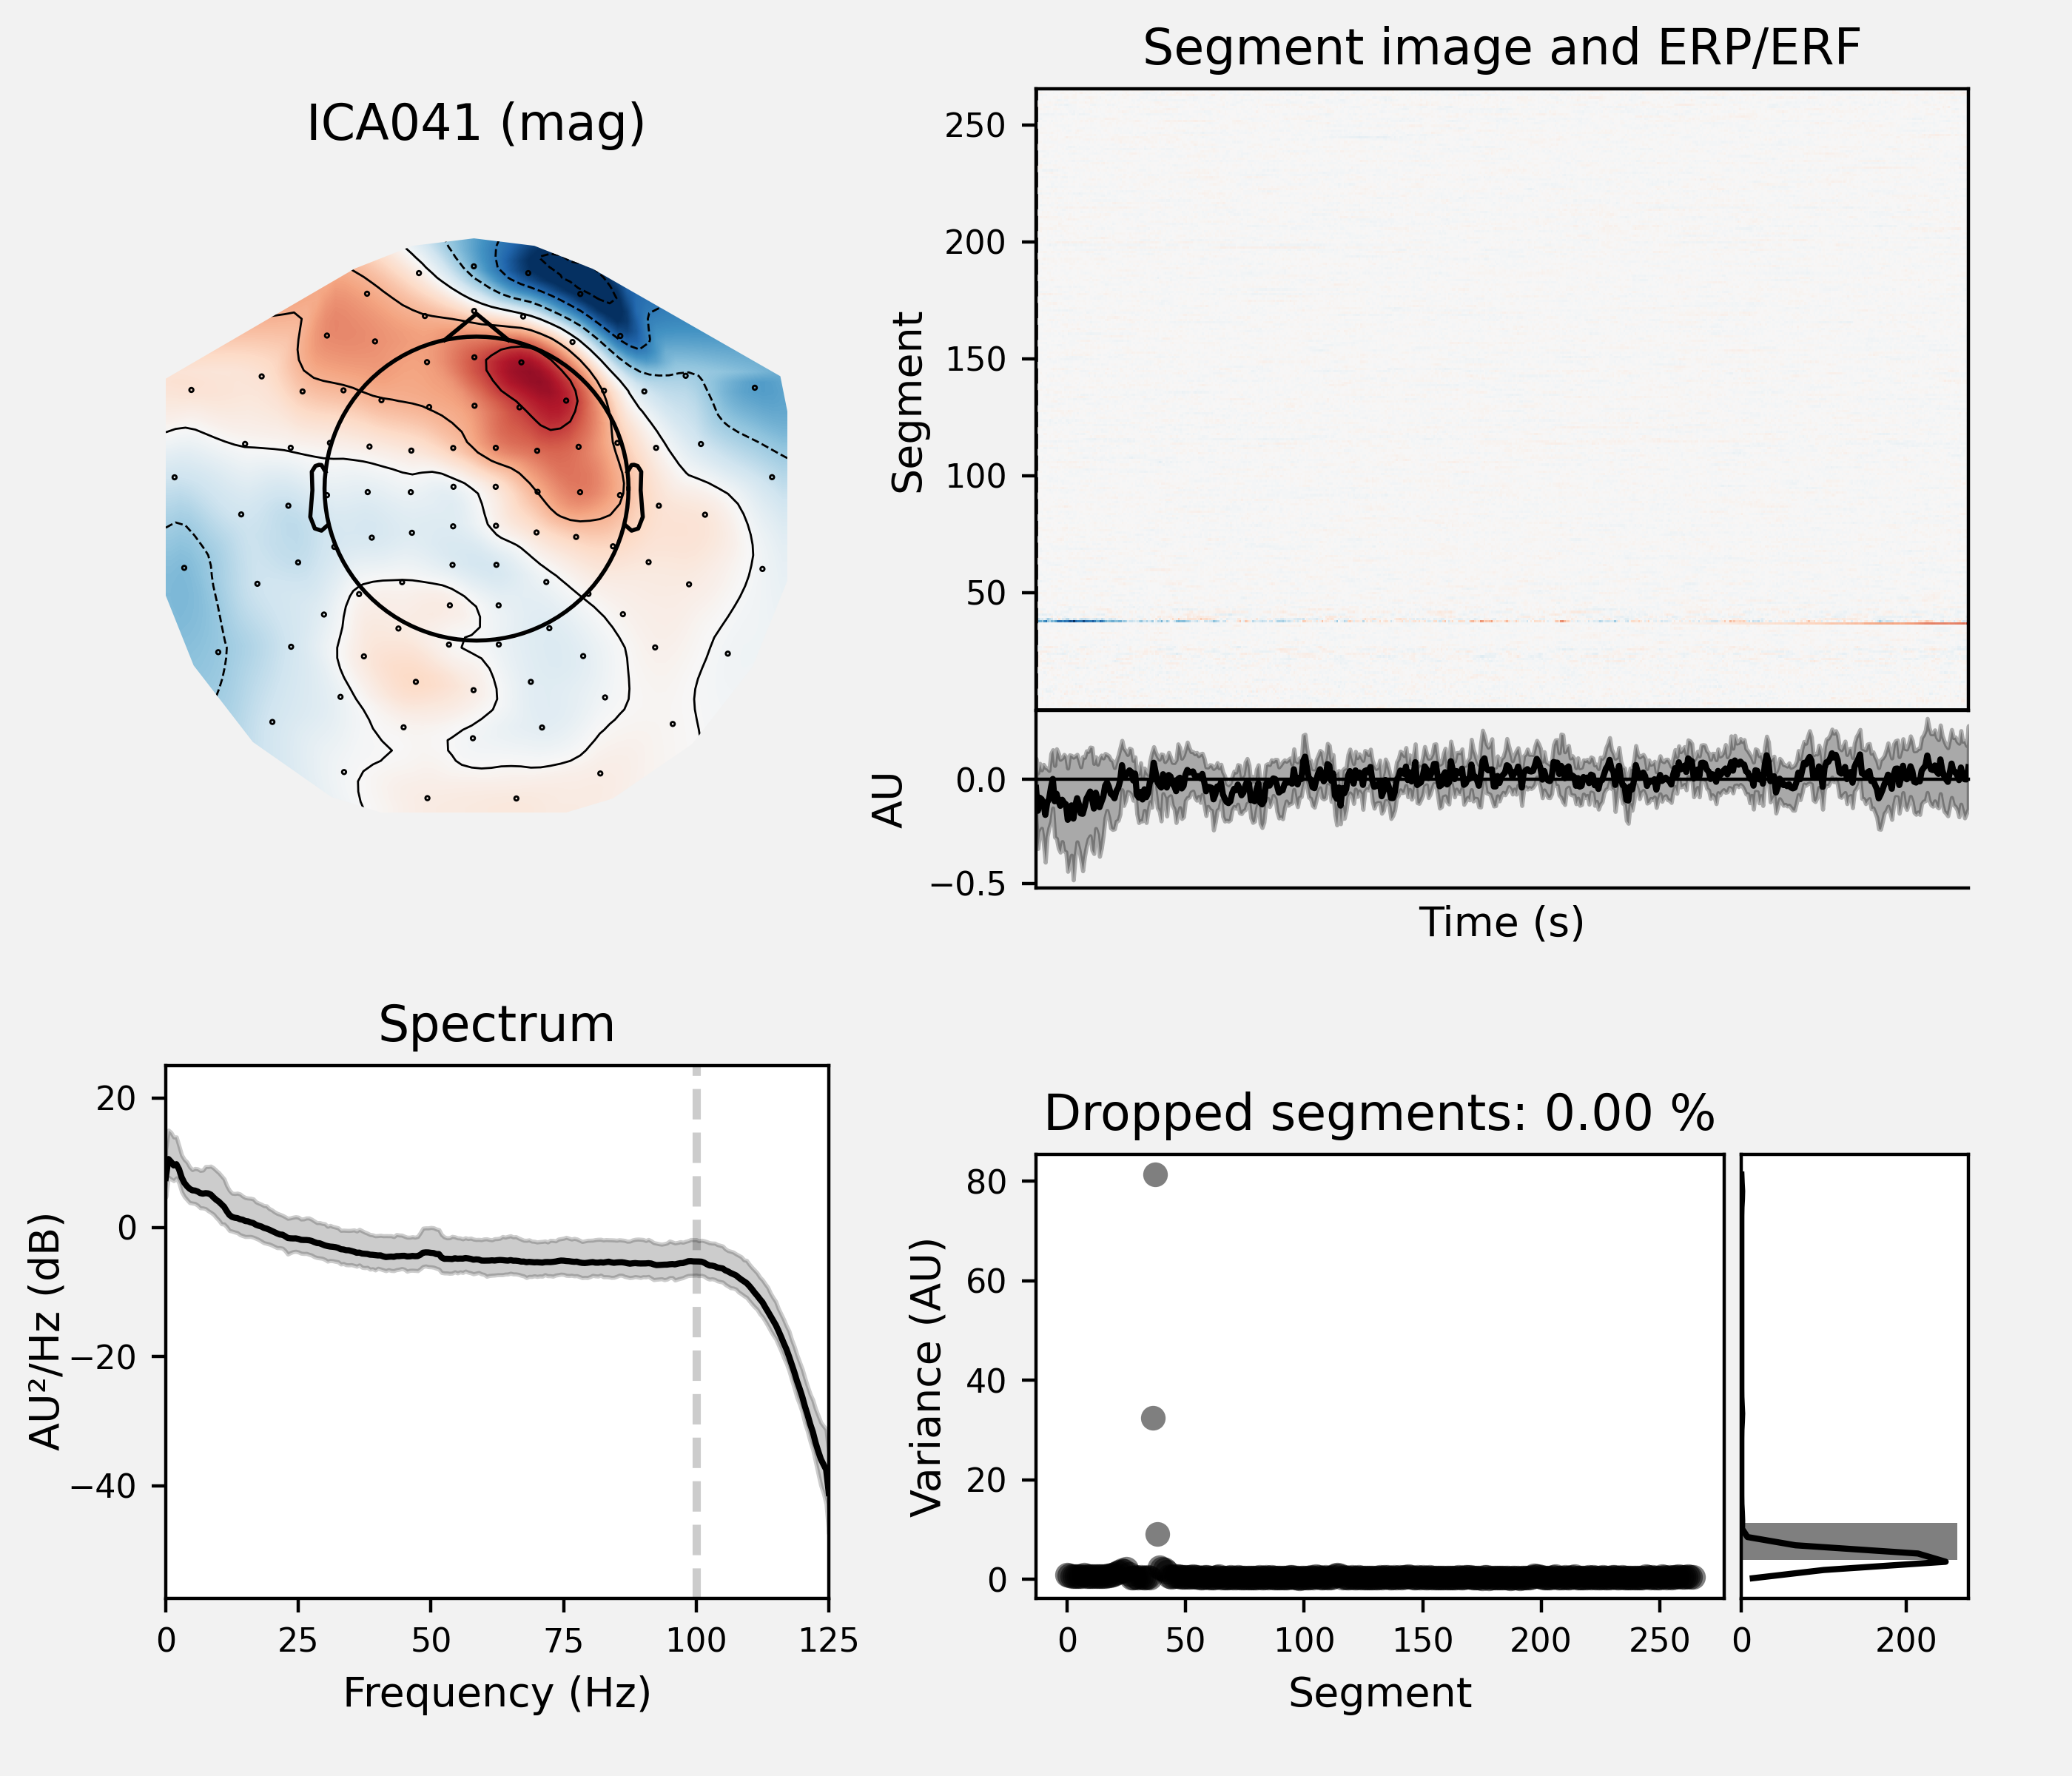 ICA041 (mag)
Segment image and ERP/ERF
250
200
150
100
50
Segment
0.0
−0.5
AU
Time (s)
Spectrum
20
0
−20
−40
AU²/Hz (dB)
0 25 50 75 100 125
Frequency (Hz)
Dropped segments: 0.00 %
80
60
40
20
0
Variance (AU)
0 50 100 150 200 250
Segment
0 200